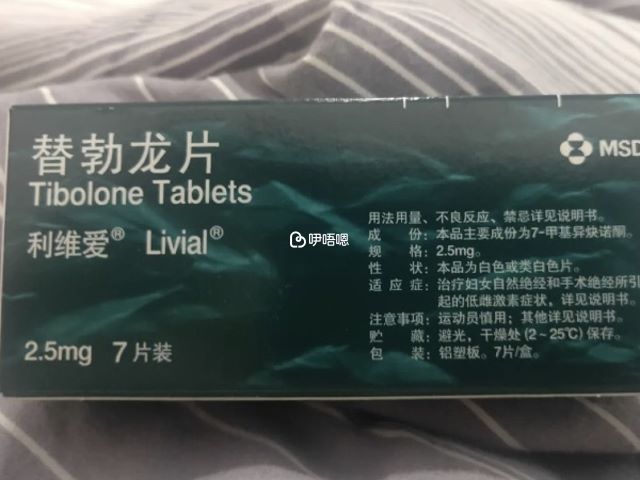 替勃龙片
Tibolone Tablets
利维爱® Livial®
2.5mg 7片装
MSD
咿唔嗯
用法用量、不良反应、禁忌详见说明书。
成 份：本品主要成份为7-甲基异炔诺酮。
规 格：2.5mg。
性 状：本品为白色或类白色片。
适 应 症：治疗妇女自然绝经和手术绝经所引
起的低雌激素症状，详见说明书。
注意事项：运动员慎用；其他详见说明书。
贮 藏：避光，干燥处(2~25℃)保存。
包 装：铝塑板。7片/盒。